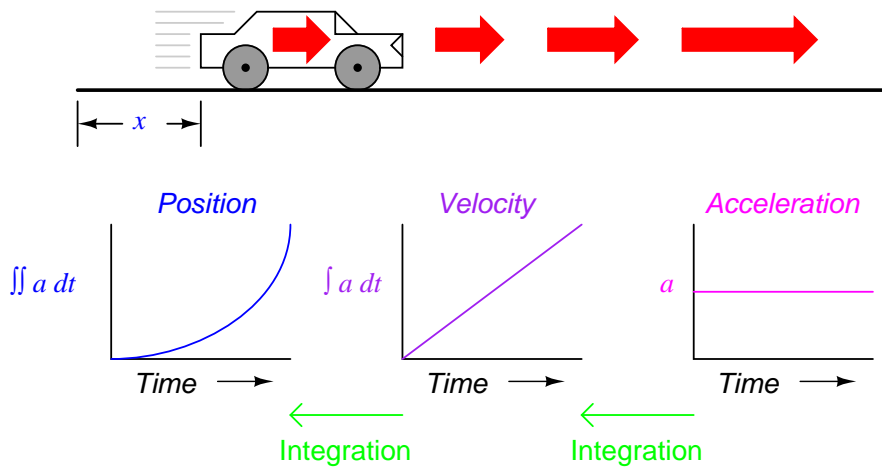 x
Position
Velocity
Acceleration
∬ a dt
∫ a dt
a
Time
Time
Time
Integration
Integration